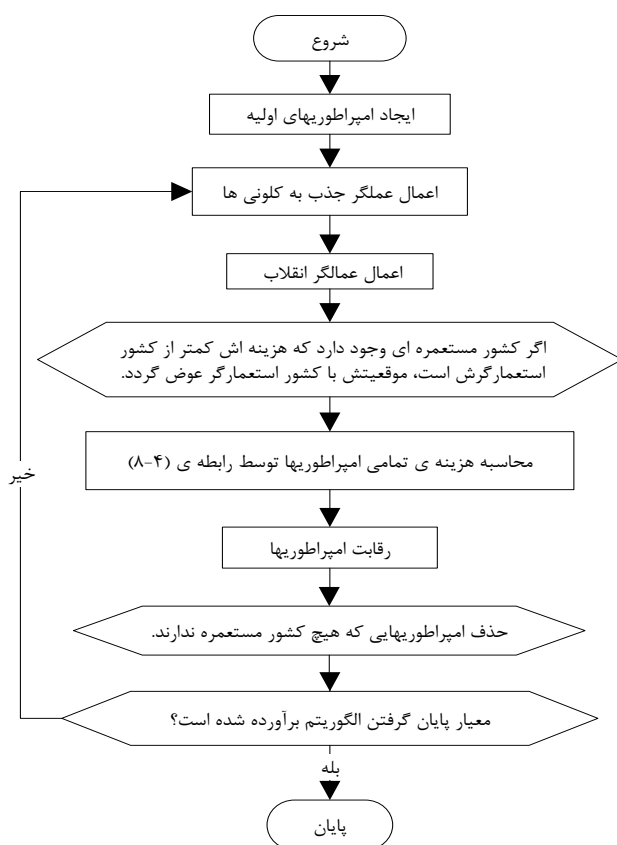 شروع
ایجاد امپراطوریهای اولیه
اعمال عملگر جذب به کلونی ها
اعمال عمالگر انقلاب
اگر کشور مستعمره ای وجود دارد که هزینه اش کمتر از کشور
استعمارگرش است، موقعیتش با کشور استعمارگر عوض گردد.
محاسبه هزینه ی تمامی امپراطوریها توسط رابطه ی (۴-۸)
خیر
رقابت امپراطوریها
حذف امپراطوریهایی که هیچ کشور مستعمره ندارند.
معیار پایان گرفتن الگوریتم برآورده شده است؟
بله
پایان